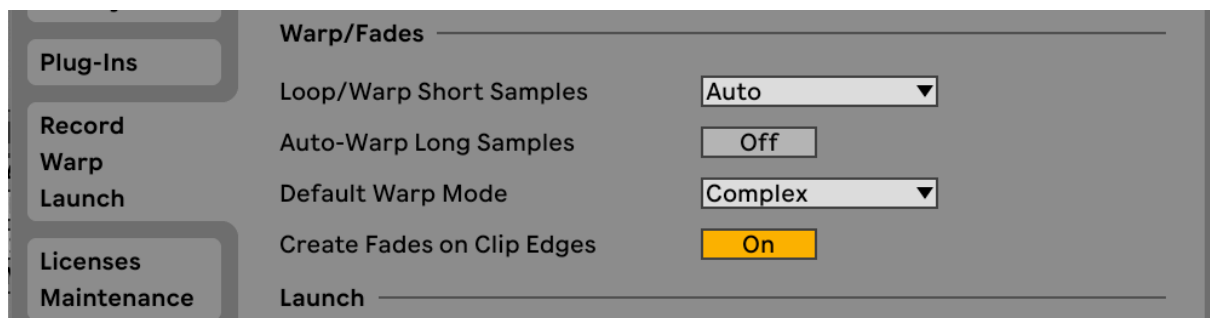 Plug-Ins
Record
Warp
Launch
Licenses
Maintenance
Warp/Fades
Loop/Warp Short Samples Auto
Auto-Warp Long Samples Off
Default Warp Mode Complex
Create Fades on Clip Edges On
Launch